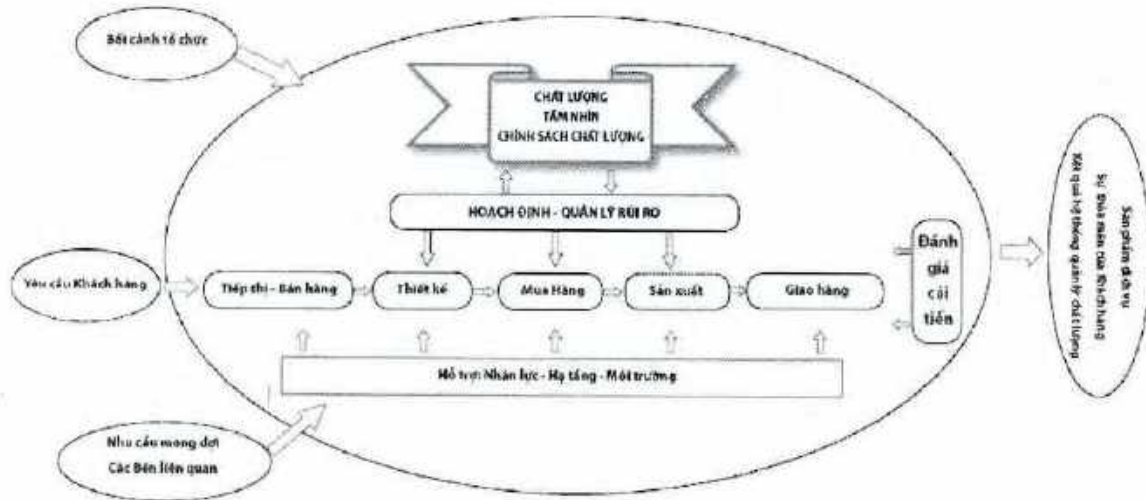 Bối cảnh tổ chức
CHẤT LƯỢNG
TẦM NHÌN
CHÍNH SÁCH CHẤT LƯỢNG
HOẠCH ĐỊNH - QUẢN LÝ RỦI RO
Yêu cầu Khách hàng
Tiếp thị - Bán hàng
Thiết kế
Mua Hàng
Sản xuất
Giao hàng
Đánh
giá
cải
tiến
Sản phẩm dịch vụ
Sự thỏa mãn của Khách hàng
Kết quả hệ thống quản lý chất lượng
Hỗ trợ: Nhân lực - Hạ tầng - Môi trường
Nhu cầu mong đợi
Các Bên liên quan